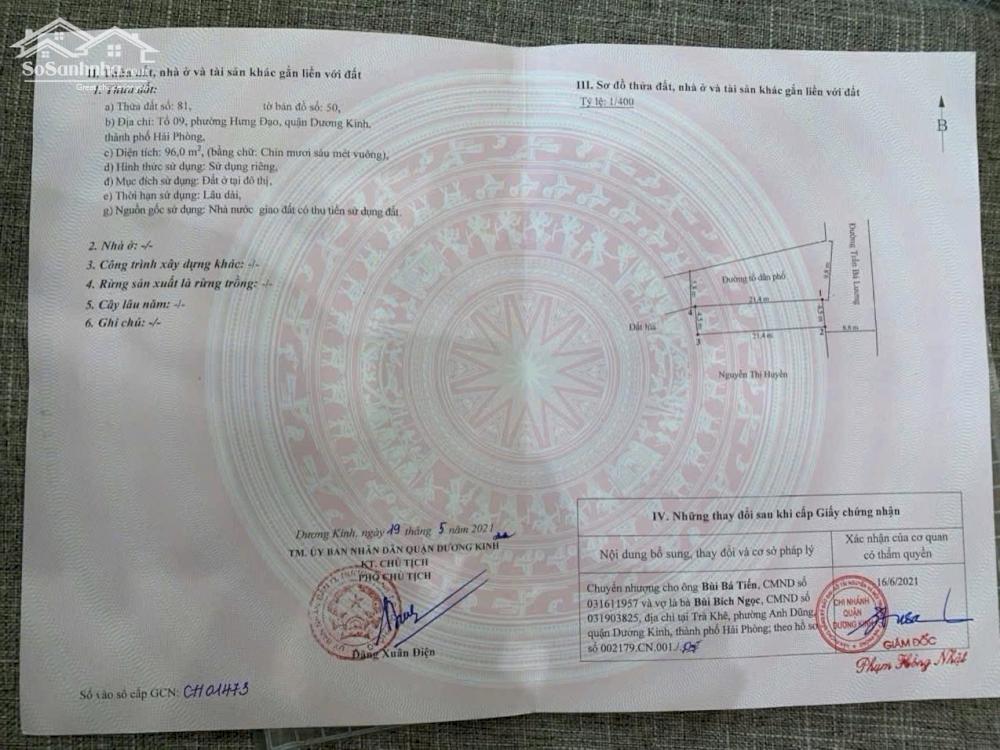 SoSanhnha
II. Thửa đất, nhà ở và tài sản khác gắn liền với đất
1. Thửa đất:
a) Thửa đất số: 81, tờ bản đồ số: 50,
b) Địa chỉ: Tổ 09, phường Hưng Đạo, quận Dương Kinh,
thành phố Hải Phòng,
c) Diện tích: 96,0 m², (bằng chữ: Chín mươi sáu mét vuông),
d) Hình thức sử dụng: Sử dụng riêng,
đ) Mục đích sử dụng: Đất ở tại đô thị,
e) Thời hạn sử dụng: Lâu dài,
g) Nguồn gốc sử dụng: Nhà nước giao đất có thu tiền sử dụng đất.
2. Nhà ở: -/-
3. Công trình xây dựng khác: -/-
4. Rừng sản xuất là rừng trồng: -/-
5. Cây lâu năm: -/-
6. Ghi chú: -/-
Dương Kinh, ngày 19 tháng 5 năm 2021
TM. ỦY BAN NHÂN DÂN QUẬN DƯƠNG KINH
KT. CHỦ TỊCH
PHÓ CHỦ TỊCH
Đặng Xuân Điện
Số vào sổ cấp GCN: CH01473
III. Sơ đồ thửa đất, nhà ở và tài sản khác gắn liền với đất
Tỷ lệ: 1/400
B
Đường Trần Bá Lương
Đường tổ dân phố
21,4 m
1
4,5 m
2
8,8 m
4
4,5 m
3
21,4 m
Đất lúa
Nguyễn Thị Huyền
IV. Những thay đổi sau khi cấp Giấy chứng nhận
Nội dung bổ sung, thay đổi và cơ sở pháp lý
Xác nhận của cơ quan
có thẩm quyền
Chuyển nhượng cho ông Bùi Bá Tiến, CMND số
031611957 và vợ là bà Bùi Bích Ngọc, CMND số
031903825, địa chỉ tại Trà Khê, phường Anh Dũng,
quận Dương Kinh, thành phố Hải Phòng; theo hồ sơ
số 002179.CN.001./.
16/6/2021
CHI NHÁNH
QUẬN
DƯƠNG KINH
GIÁM ĐỐC
Phạm Hồng Nhật